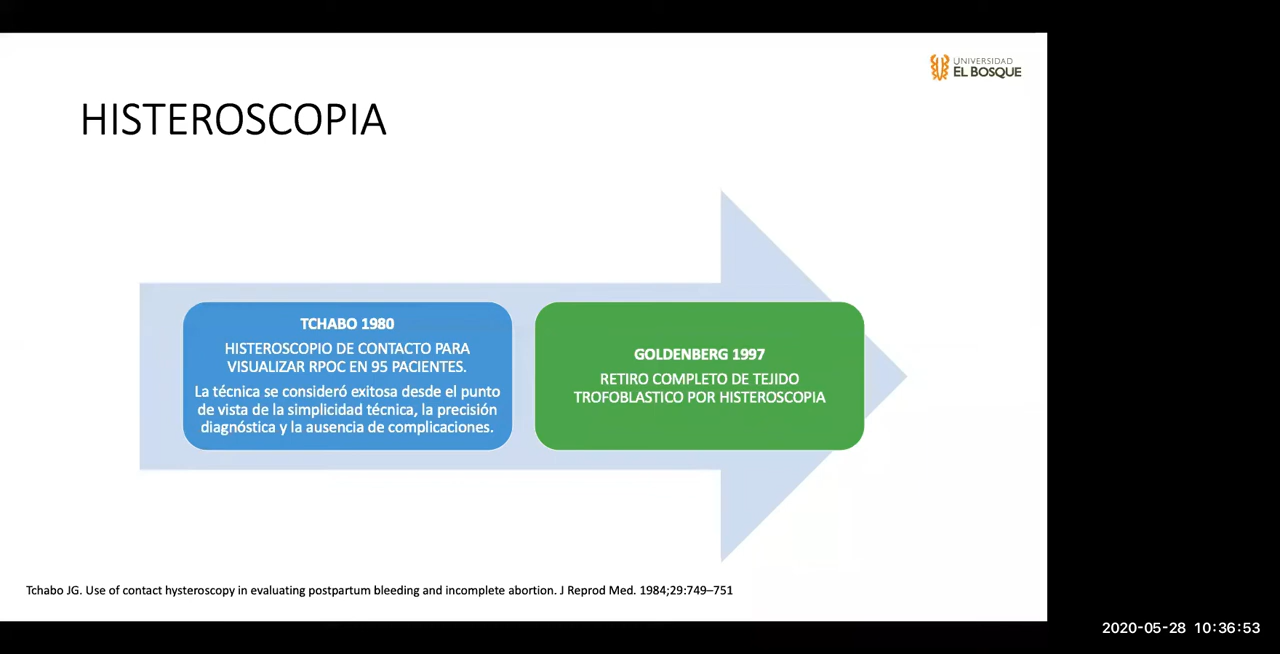 UNIVERSIDAD
EL BOSQUE
HISTEROSCOPIA
TCHABO 1980
HISTEROSCOPIO DE CONTACTO PARA
VISUALIZAR RPOC EN 95 PACIENTES.
La técnica se consideró exitosa desde el punto
de vista de la simplicidad técnica, la precisión
diagnóstica y la ausencia de complicaciones.
GOLDENBERG 1997
RETIRO COMPLETO DE TEJIDO
TROFOBLASTICO POR HISTEROSCOPIA
Tchabo JG. Use of contact hysteroscopy in evaluating postpartum bleeding and incomplete abortion. J Reprod Med. 1984;29:749–751
2020-05-28 10:36:53